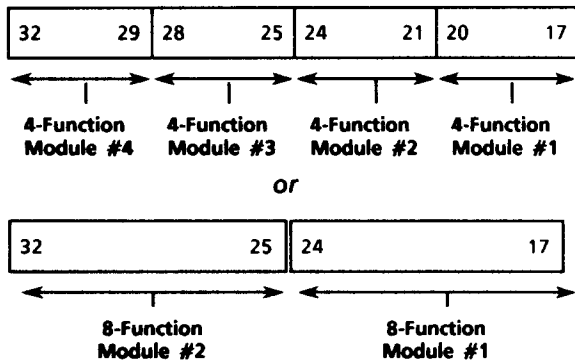 32 29 28 25 24 21 20 17
4-Function 4-Function 4-Function 4-Function
Module #4 Module #3 Module #2 Module #1
or
32 25 24 17
8-Function 8-Function
Module #2 Module #1